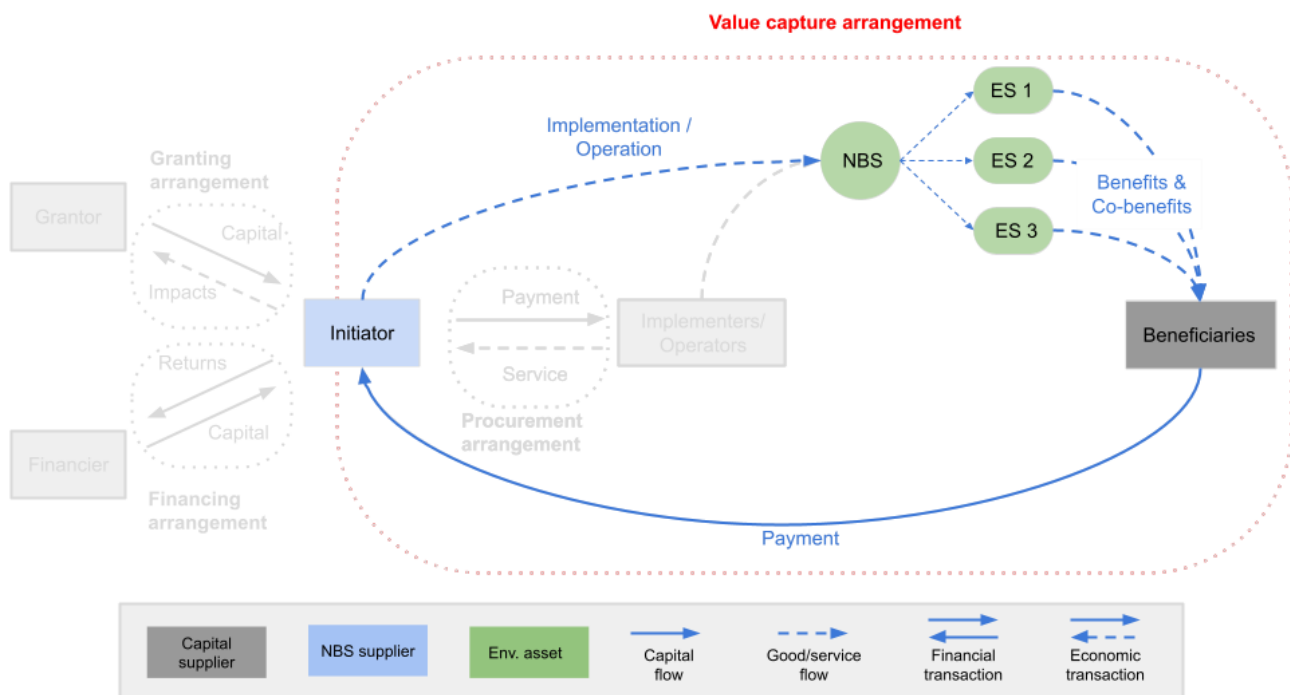 Value capture arrangement
Implementation /
Operation
NBS
ES 1
ES 2
ES 3
Benefits &
Co-benefits
Granting
arrangement
Grantor
Capital
Impacts
Initiator
Payment
Service
Implementers/
Operators
Procurement
arrangement
Beneficiaries
Returns
Capital
Financier
Financing
arrangement
Payment
Capital
supplier
NBS supplier
Env. asset
Capital
flow
Good/service
flow
Financial
transaction
Economic
transaction